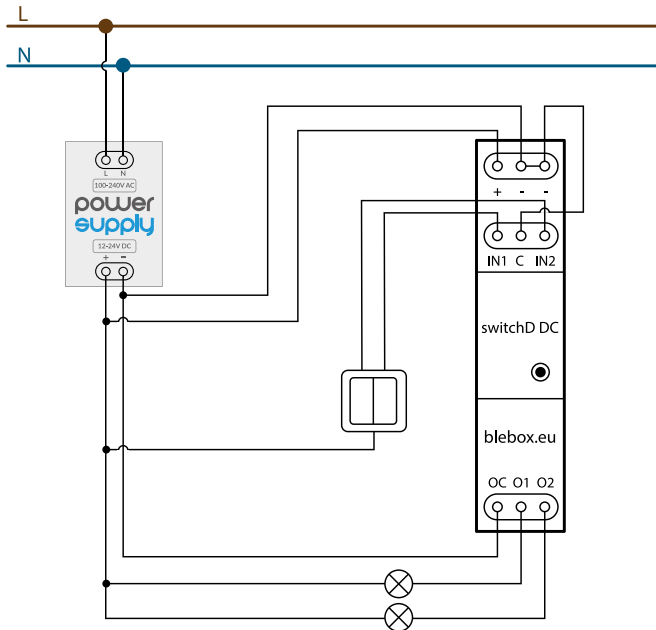 L
N
L N
100-240V AC
power
supply
12-24V DC
+ −
+ - -
IN1 C IN2
switchD DC
blebox.eu
OC O1 O2